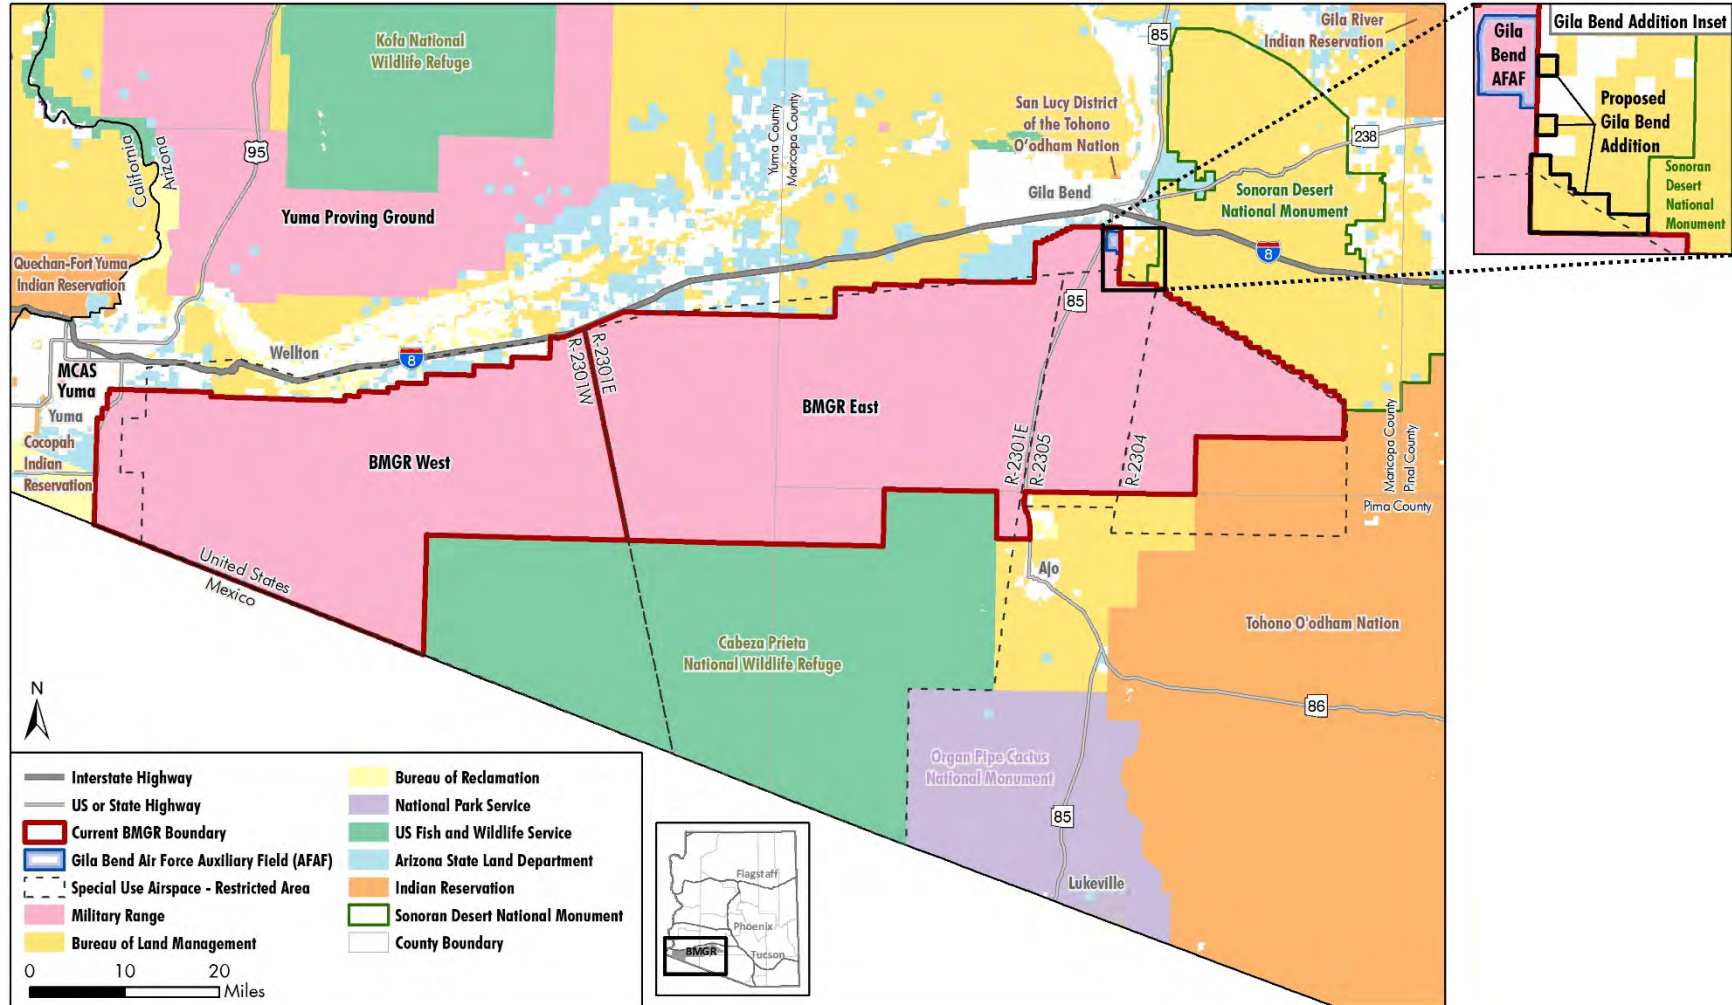 Kofa National
Wildlife Refuge
95
California
Arizona
Yuma Proving Ground
Quechan-Fort Yuma
Indian Reservation
Yuma County
Maricopa County
85
Gila River
Indian Reservation
San Lucy District
of the Tohono
O'odham Nation
238
Gila Bend
Sonoran Desert
National Monument
8
85
Wellton
8
MCAS
Yuma
Yuma
Cocopah
Indian
Reservation
R-2301E
R-2301W
BMGR East
BMGR West
R-2301E
R-2305
R-2304
Maricopa County
Pinal County
Pima County
United States
Mexico
Ajo
Cabeza Prieta
National Wildlife Refuge
Tohono O'odham Nation
86
Organ Pipe Cactus
National Monument
85
Lukeville
N
Interstate Highway
US or State Highway
Current BMGR Boundary
Gila Bend Air Force Auxiliary Field (AFAF)
Special Use Airspace - Restricted Area
Military Range
Bureau of Land Management
Bureau of Reclamation
National Park Service
US Fish and Wildlife Service
Arizona State Land Department
Indian Reservation
Sonoran Desert National Monument
County Boundary
0 10 20
Miles
Flagstaff
Phoenix
BMGR
Tucson
Gila Bend Addition Inset
Gila
Bend
AFAF
Proposed
Gila Bend
Addition
Sonoran
Desert
National
Monument